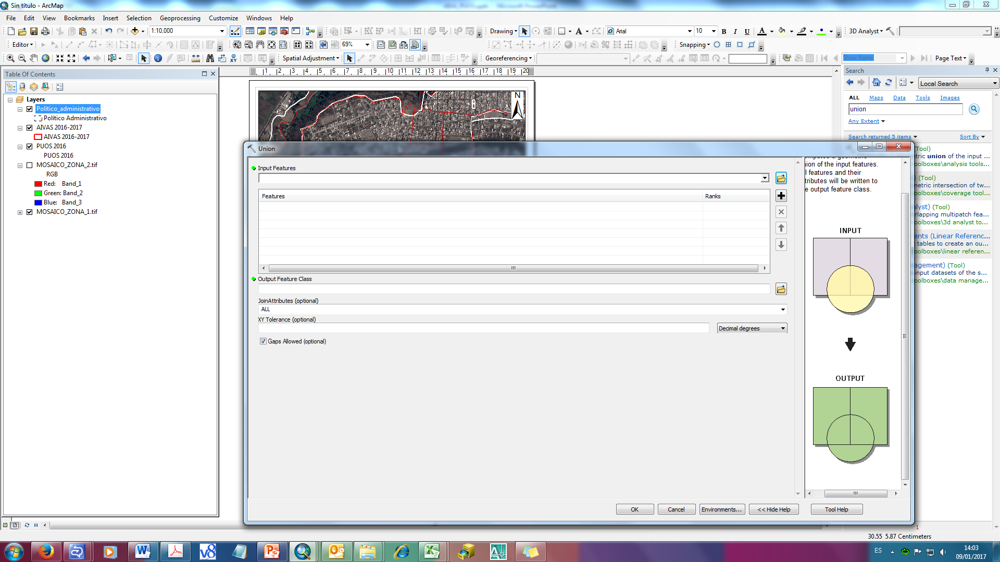 Sin título - ArcMap
File Edit View Bookmarks Insert Selection Geoprocessing Customize Windows Help
1:10,000
Drawing
Arial
10
B I U
A
3D Analyst
Editor
69%
Snapping
Spatial Adjustment
Georeferencing
Show Name
Page Text
Table Of Contents
Layers
Politico_administrativo
Político Administrativo
AIVAS 2016-2017
AIVAS 2016-2017
PUOS 2016
PUOS 2016
MOSAICO_ZONA_2.tif
RGB
Red: Band_1
Green: Band_2
Blue: Band_3
MOSAICO_ZONA_1.tif
1 2 3 4 5 6 7 8 9 10 11 12 13 14 15 16 17 18 19 20
N
Search
Local Search
ALL Maps Data Tools Images
union
Any Extent
Search returned 5 items
Sort By
(Tool)
tric union of the input ...
oolboxes\analysis tools...
) (Tool)
metric intersection of tw...
oolboxes\coverage tool...
alyst) (Tool)
erlapping multipatch fea...
oolboxes\3d analyst to...
ents (Linear Referenc...
t tables to create an ou...
oolboxes\linear referen...
agement) (Tool)
input datasets of the s...
oolboxes\data manage...
1
Union
Input Features
Features Ranks
Output Feature Class
JoinAttributes (optional)
ALL
XY Tolerance (optional)
Decimal degrees
Gaps Allowed (optional)
ion of the input features.
l features and their
tributes will be written to
e output feature class.
INPUT
OUTPUT
OK
Cancel
Environments...
<< Hide Help
Tool Help
30.55 5.87 Centimeters
ES
14:03
09/01/2017